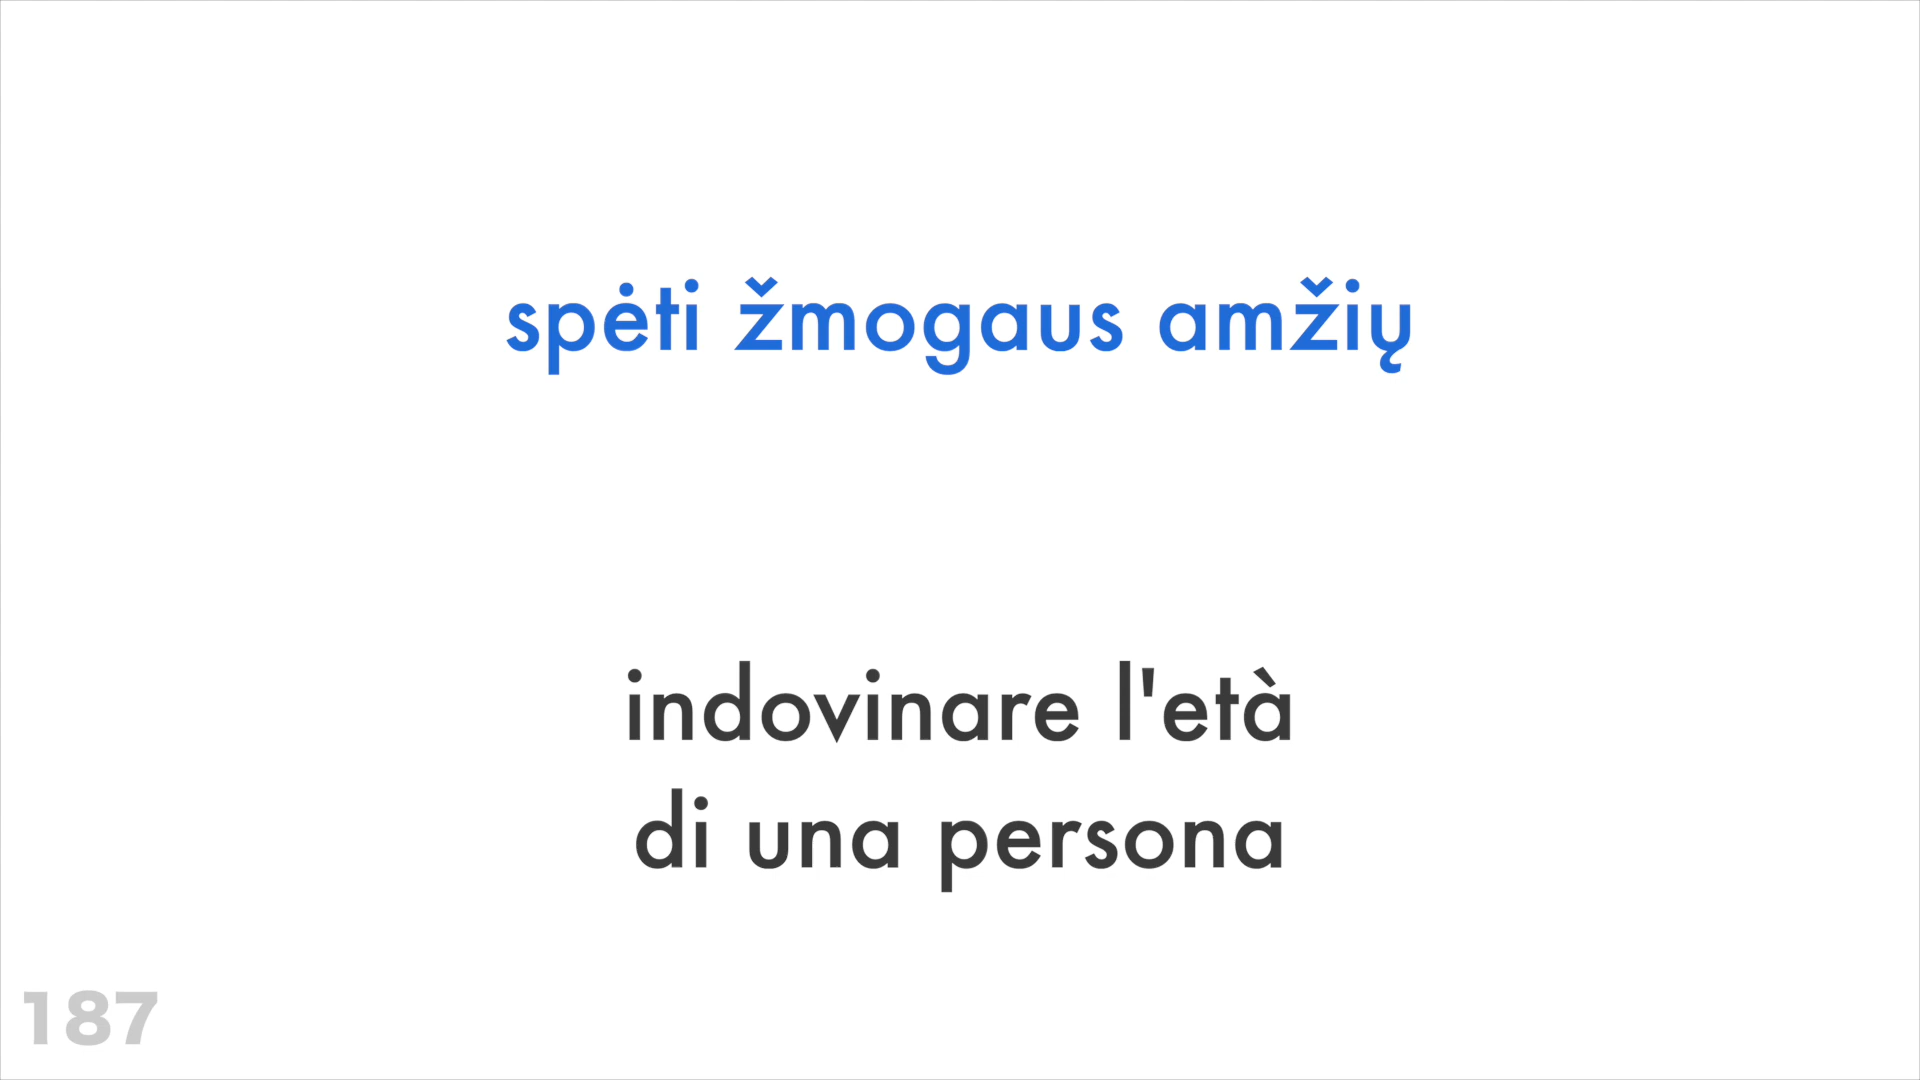 spėti žmogaus amžių
indovinare l'età
di una persona
187